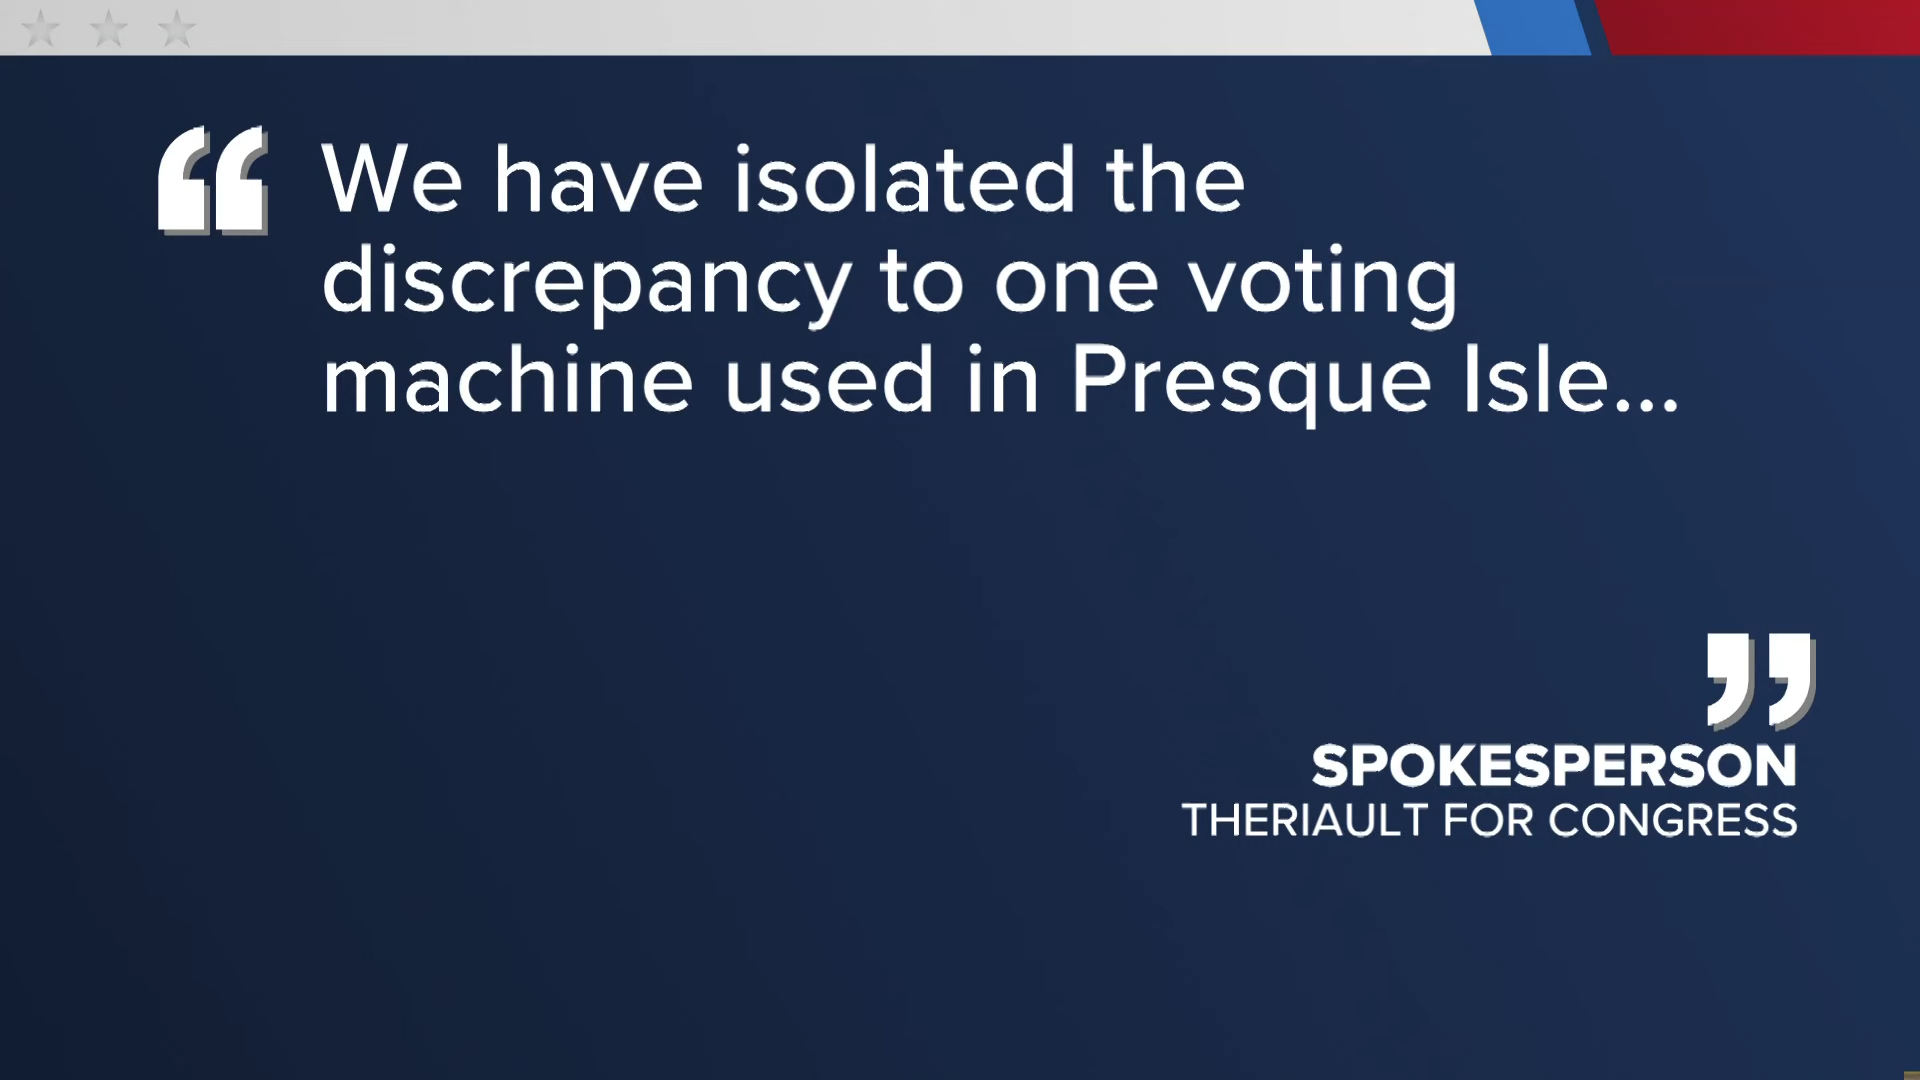 “ We have isolated the
discrepancy to one voting
machine used in Presque Isle...
”
SPOKESPERSON
THERIAULT FOR CONGRESS